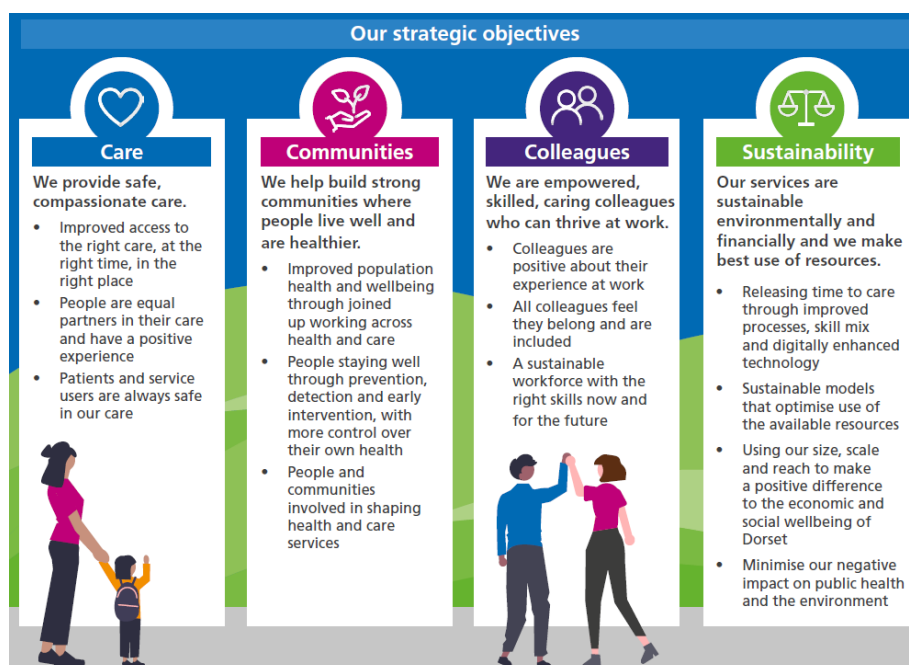 Our strategic objectives
Care
We provide safe,
compassionate care.
• Improved access to
the right care, at the
right time, in the
right place
• People are equal
partners in their care
and have a positive
experience
• Patients and service
users are always safe
in our care
Communities
We help build strong
communities where
people live well and
are healthier.
• Improved population
health and wellbeing
through joined
up working across
health and care
• People staying well
through prevention,
detection and early
intervention, with
more control over
their own health
• People and
communities
involved in shaping
health and care
services
Colleagues
We are empowered,
skilled, caring colleagues
who can thrive at work.
• Colleagues are
positive about their
experience at work
• All colleagues feel
they belong and are
included
• A sustainable
workforce with the
right skills now and
for the future
Sustainability
Our services are
sustainable
environmentally and
financially and we make
best use of resources.
• Releasing time to care
through improved
processes, skill mix
and digitally enhanced
technology
• Sustainable models
that optimise use of
the available resources
• Using our size, scale
and reach to make
a positive difference
to the economic and
social wellbeing of
Dorset
• Minimise our negative
impact on public health
and the environment